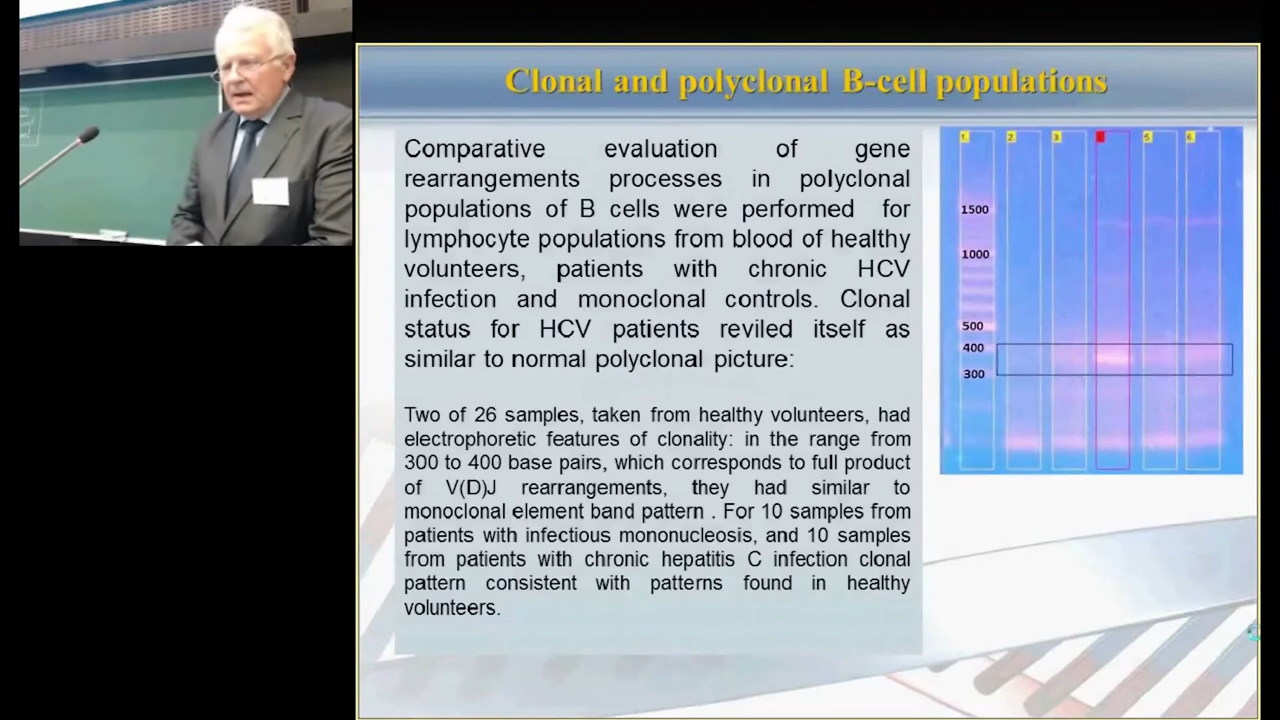 Clonal and polyclonal B-cell populations
Comparative evaluation of gene
rearrangements processes in polyclonal
populations of B cells were performed for
lymphocyte populations from blood of healthy
volunteers, patients with chronic HCV
infection and monoclonal controls. Clonal
status for HCV patients reviled itself as
similar to normal polyclonal picture:
Two of 26 samples, taken from healthy volunteers, had
electrophoretic features of clonality: in the range from
300 to 400 base pairs, which corresponds to full product
of V(D)J rearrangements, they had similar to
monoclonal element band pattern . For 10 samples from
patients with infectious mononucleosis, and 10 samples
from patients with chronic hepatitis C infection clonal
pattern consistent with patterns found in healthy
volunteers.
1. 2 3 5 6
1500
1000
500
400
300